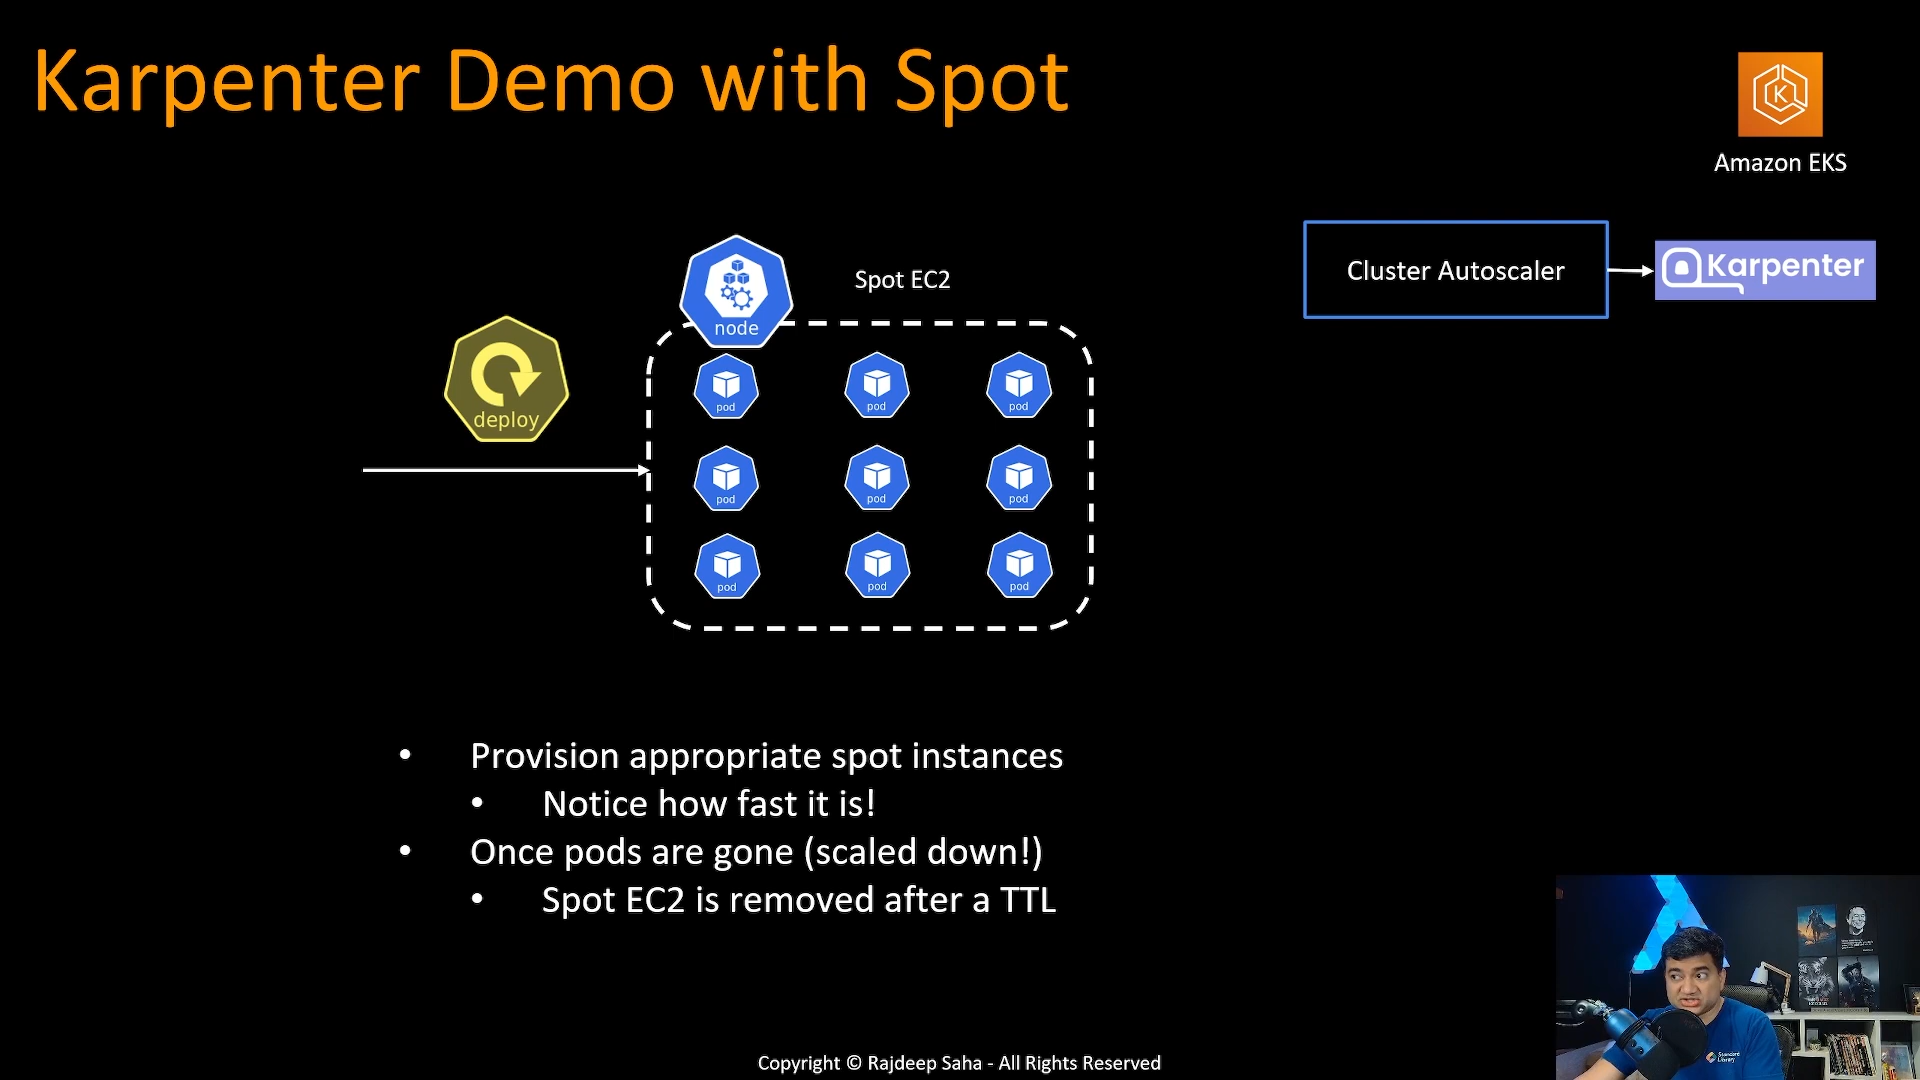 Karpenter Demo with Spot
Amazon EKS
Cluster Autoscaler
Karpenter
node
Spot EC2
deploy
pod
pod
pod
pod
pod
pod
pod
pod
pod
• Provision appropriate spot instances
• Notice how fast it is!
• Once pods are gone (scaled down!)
• Spot EC2 is removed after a TTL
Standard
Library
Copyright © Rajdeep Saha - All Rights Reserved